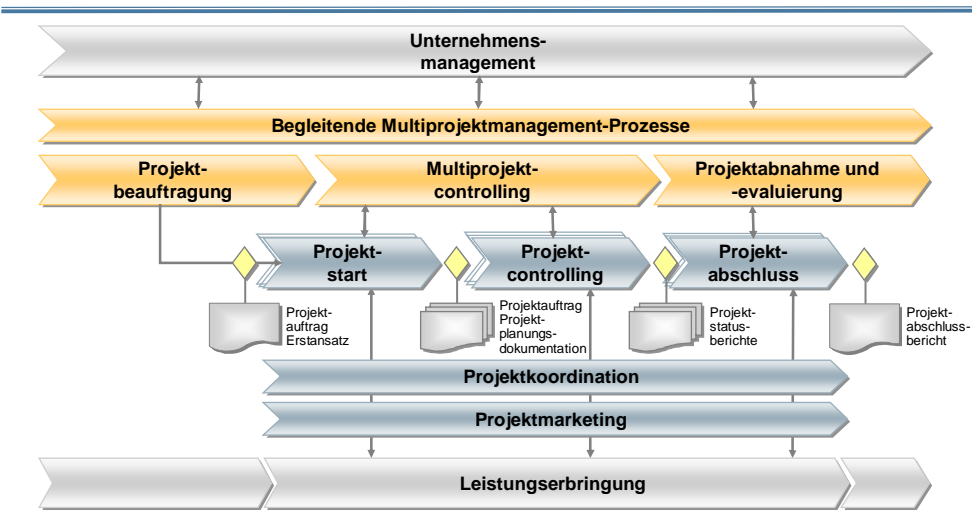 Unternehmens-
management
Begleitende Multiprojektmanagement-Prozesse
Projekt-
beauftragung
Multiprojekt-
controlling
Projektabnahme und
-evaluierung
Projekt-
start
Projekt-
controlling
Projekt-
abschluss
Projekt-
auftrag
Erstansatz
Projektauftrag
Projekt-
planungs-
dokumentation
Projekt-
status-
berichte
Projekt-
abschluss-
bericht
Projektkoordination
Projektmarketing
Leistungserbringung